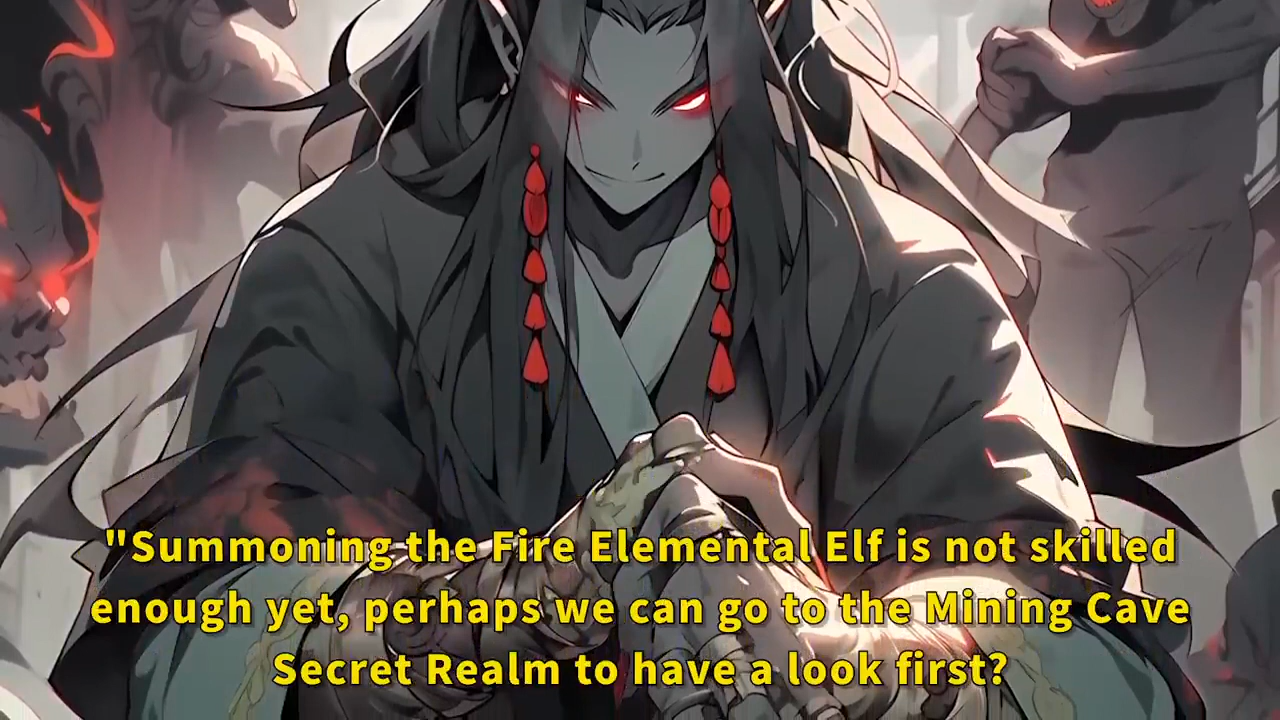 "Summoning the Fire Elemental Elf is not skilled
enough yet, perhaps we can go to the Mining Cave
Secret Realm to have a look first?